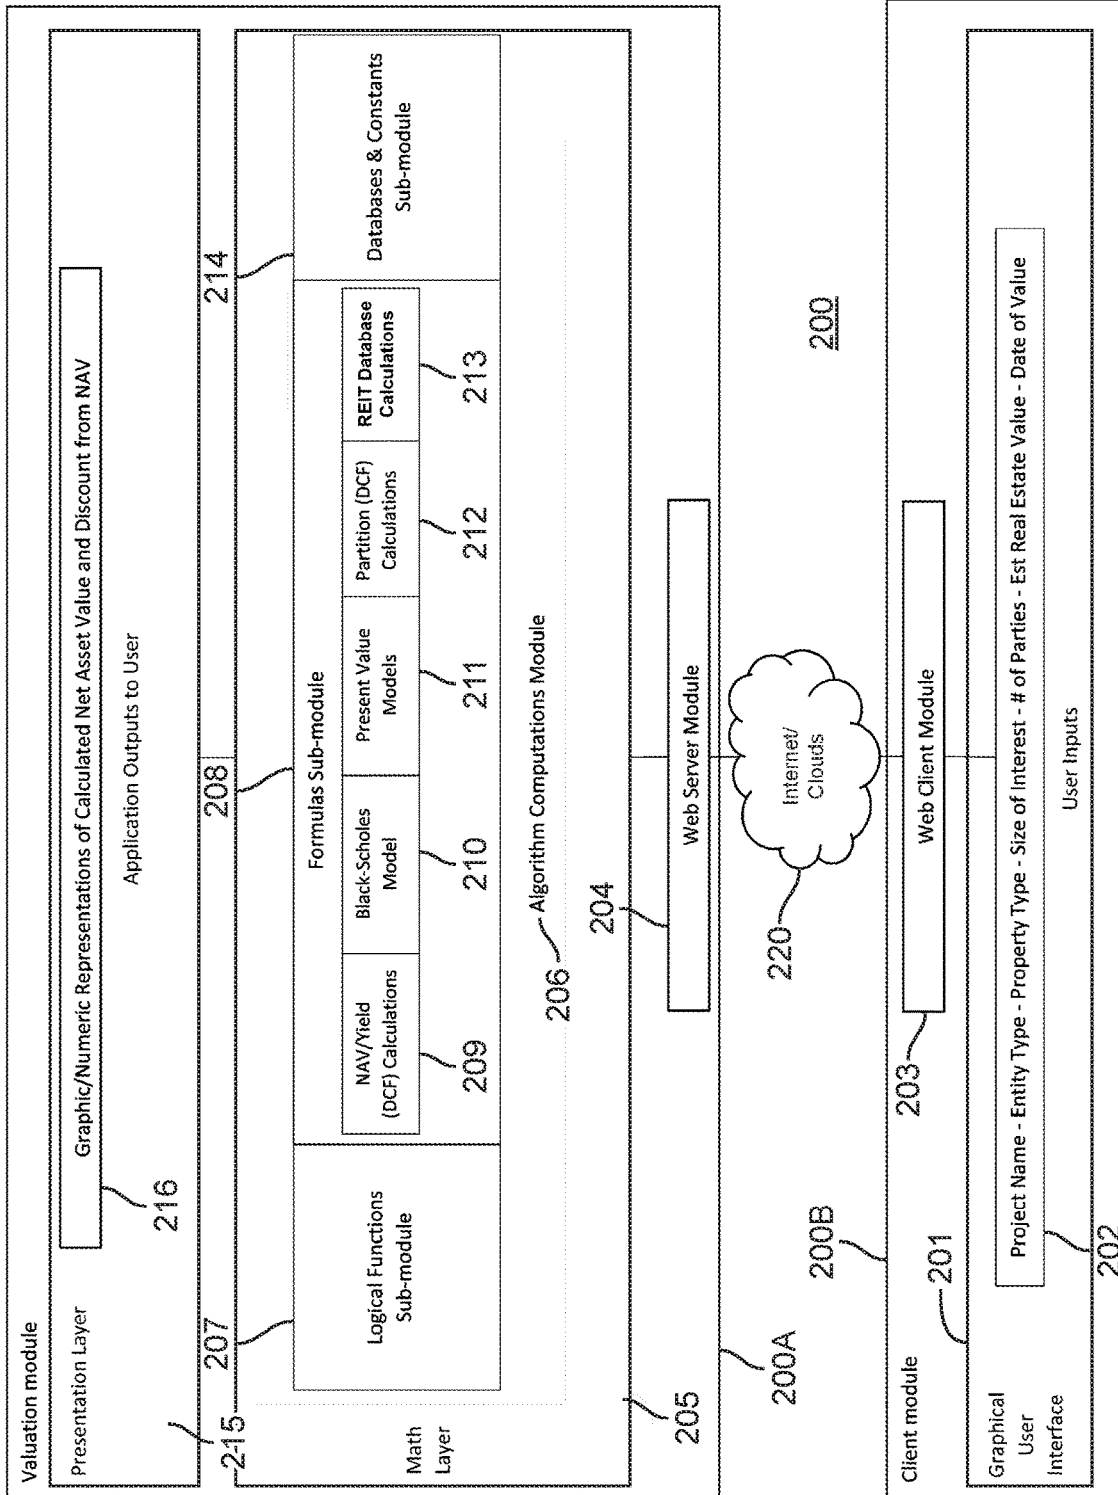 Valuation module
Presentation Layer
Graphic/Numeric Representations of Calculated Net Asset Value and Discount from NAV
216
Application Outputs to User
215
207
208
214
Math
Layer
Logical Functions
Sub-module
Formulas Sub-module
NAV/Yield
(DCF) Calculations
Black-Scholes
Model
Present Value
Models
Partition (DCF)
Calculations
REIT Database
Calculations
209
210
211
212
213
Databases & Constants
Sub-module
206
Algorithm Computations Module
205
204
Web Server Module
200A
220
Internet/
Clouds
200
200B
Client module
203
Web Client Module
201
Graphical
User
Interface
Project Name - Entity Type - Property Type - Size of Interest - # of Parties - Est Real Estate Value - Date of Value
User Inputs
202